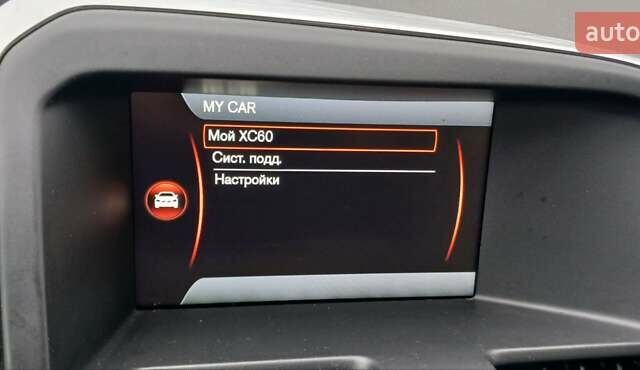 auto
MY CAR
Мой XC60
Сист. подд.
Настройки